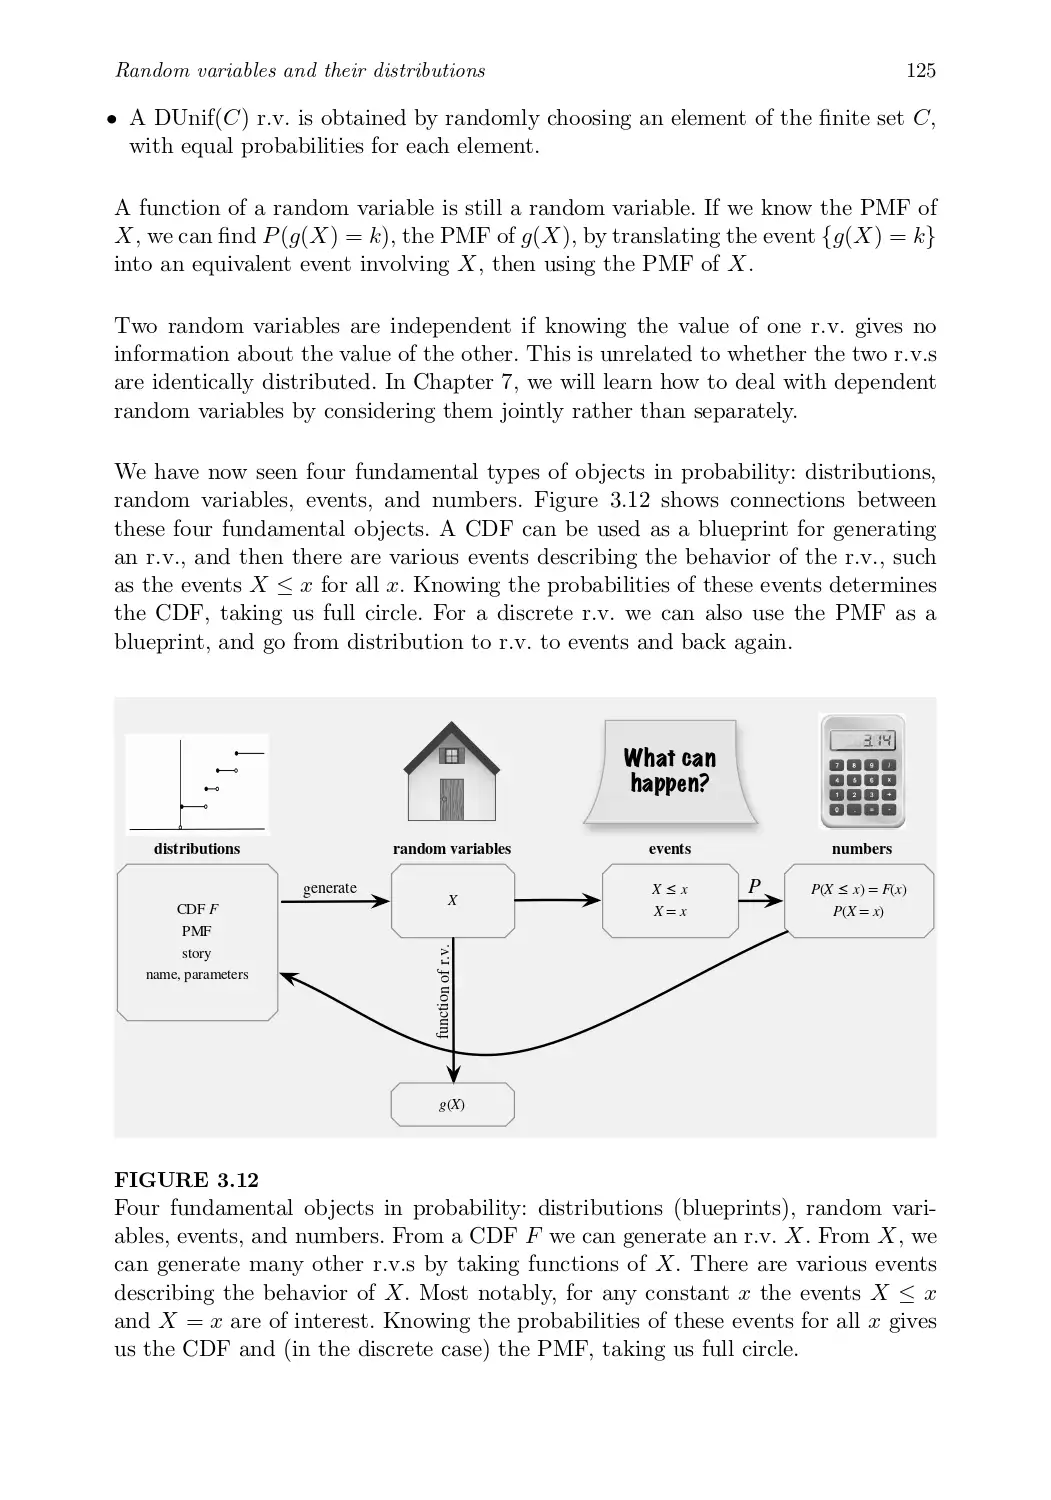 Random variables and their distributions 125
• A DUnif(C) r.v. is obtained by randomly choosing an element of the finite set C,
with equal probabilities for each element.
A function of a random variable is still a random variable. If we know the PMF of
X, we can find P(g(X) = k), the PMF of g(X), by translating the event {g(X) = k}
into an equivalent event involving X, then using the PMF of X.
Two random variables are independent if knowing the value of one r.v. gives no
information about the value of the other. This is unrelated to whether the two r.v.s
are identically distributed. In Chapter 7, we will learn how to deal with dependent
random variables by considering them jointly rather than separately.
We have now seen four fundamental types of objects in probability: distributions,
random variables, events, and numbers. Figure 3.12 shows connections between
these four fundamental objects. A CDF can be used as a blueprint for generating
an r.v., and then there are various events describing the behavior of the r.v., such
as the events X ≤ x for all x. Knowing the probabilities of these events determines
the CDF, taking us full circle. For a discrete r.v. we can also use the PMF as a
blueprint, and go from distribution to r.v. to events and back again.
What can
happen?
3.14
7 8 9 /
4 5 6 x
1 2 3 +
0 . = -
distributions random variables events numbers
CDF F
PMF
story
name, parameters
generate
X
function of r.v.
g(X)
X ≤ x
X = x
P
P(X ≤ x) = F(x)
P(X = x)
FIGURE 3.12
Four fundamental objects in probability: distributions (blueprints), random vari-
ables, events, and numbers. From a CDF F we can generate an r.v. X. From X, we
can generate many other r.v.s by taking functions of X. There are various events
describing the behavior of X. Most notably, for any constant x the events X ≤ x
and X = x are of interest. Knowing the probabilities of these events for all x gives
us the CDF and (in the discrete case) the PMF, taking us full circle.